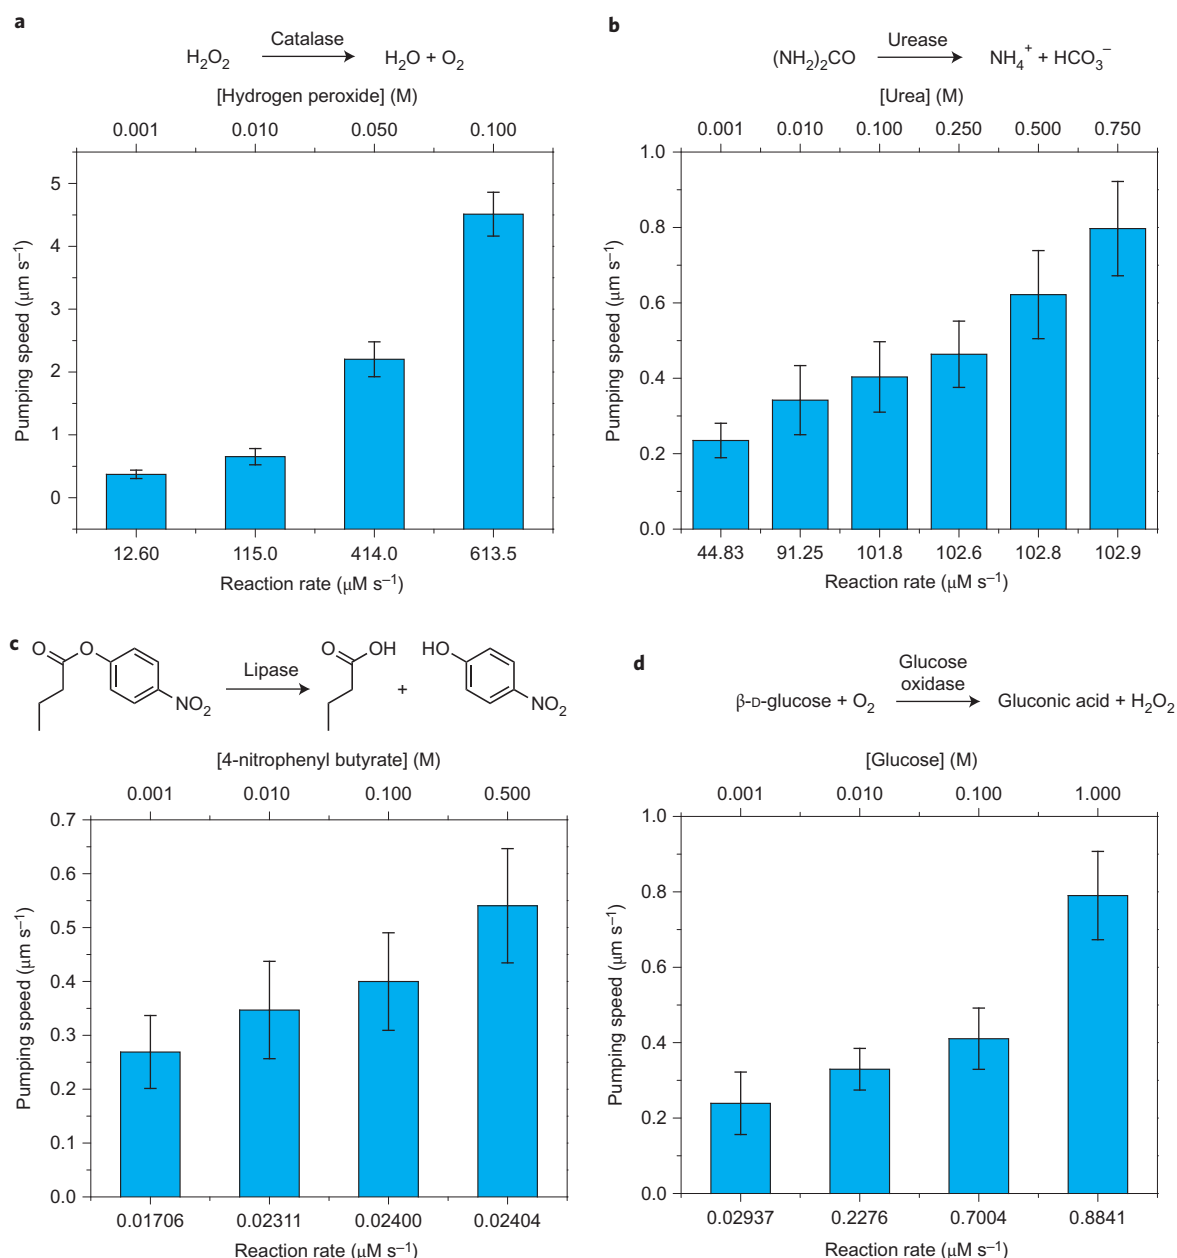 a
H₂O₂ Catalase H₂O + O₂
[Hydrogen peroxide] (M)
0.001 0.010 0.050 0.100
5
4
3
2
1
0
Pumping speed (μm s⁻¹)
12.60 115.0 414.0 613.5
Reaction rate (μM s⁻¹)
b
(NH₂)₂CO Urease NH₄⁺ + HCO₃⁻
[Urea] (M)
0.001 0.010 0.100 0.250 0.500 0.750
1.0
0.8
0.6
0.4
0.2
0.0
Pumping speed (μm s⁻¹)
44.83 91.25 101.8 102.6 102.8 102.9
Reaction rate (μM s⁻¹)
c
O O NO₂ Lipase O OH + HO NO₂
[4-nitrophenyl butyrate] (M)
0.001 0.010 0.100 0.500
0.7
0.6
0.5
0.4
0.3
0.2
0.1
0.0
Pumping speed (μm s⁻¹)
0.01706 0.02311 0.02400 0.02404
Reaction rate (μM s⁻¹)
d
Glucose
oxidase
β-D-glucose + O₂ Gluconic acid + H₂O₂
[Glucose] (M)
0.001 0.010 0.100 1.000
1.0
0.8
0.6
0.4
0.2
0.0
Pumping speed (μm s⁻¹)
0.02937 0.2276 0.7004 0.8841
Reaction rate (μM s⁻¹)